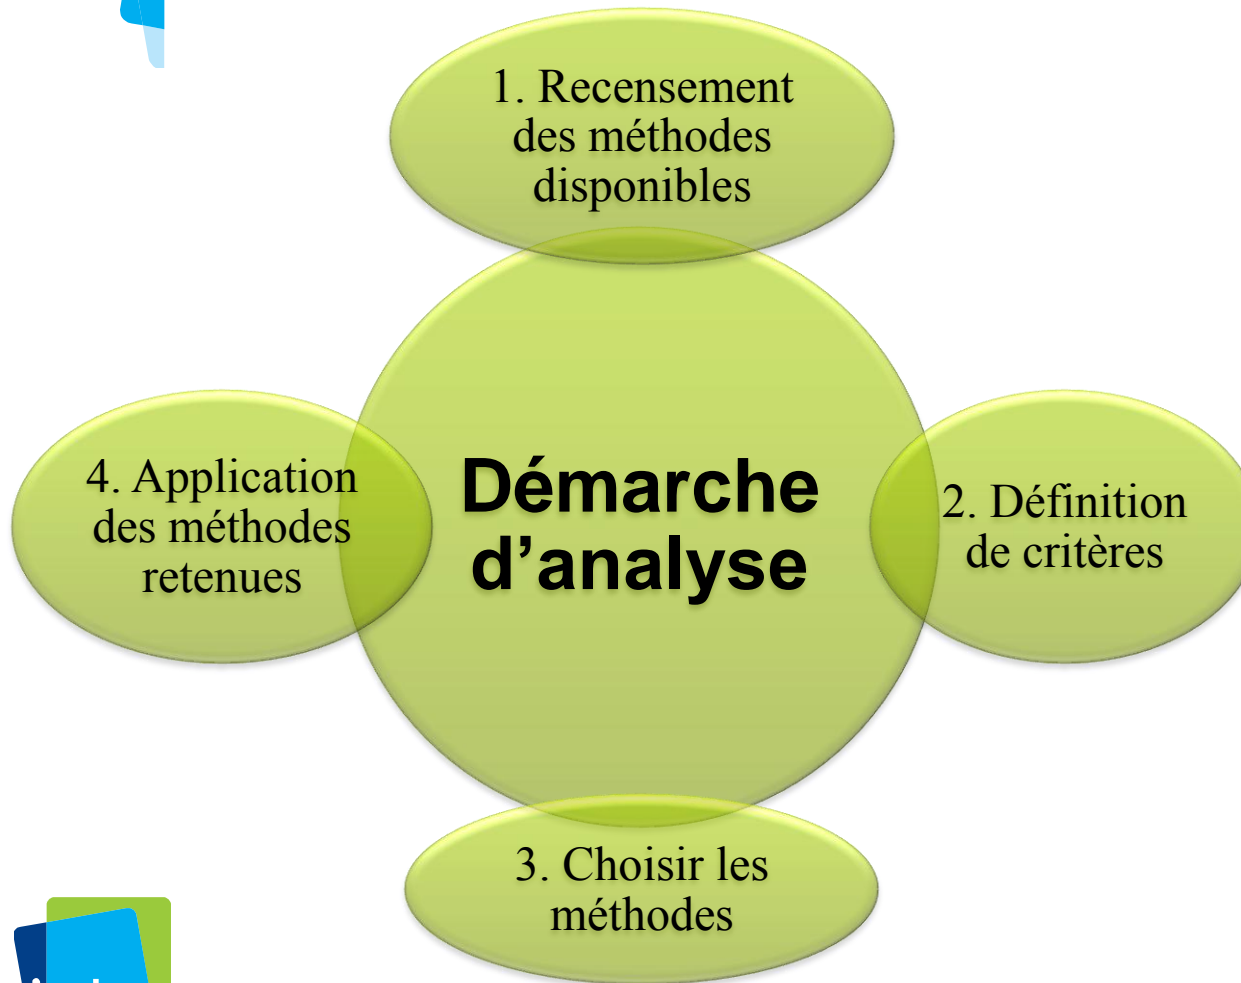 1. Recensement
des méthodes
disponibles
4. Application
des méthodes
retenues
Démarche
d’analyse
2. Définition
de critères
3. Choisir les
méthodes